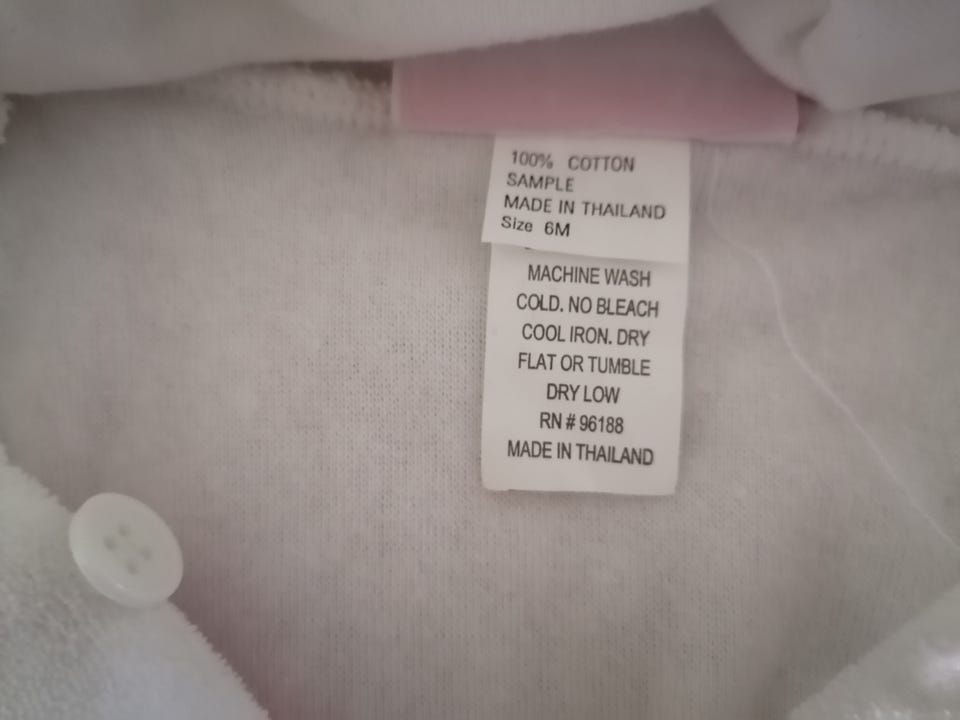 100% COTTON
SAMPLE
MADE IN THAILAND
Size 6M
MACHINE WASH
COLD. NO BLEACH
COOL IRON. DRY
FLAT OR TUMBLE
DRY LOW
RN # 96188
MADE IN THAILAND